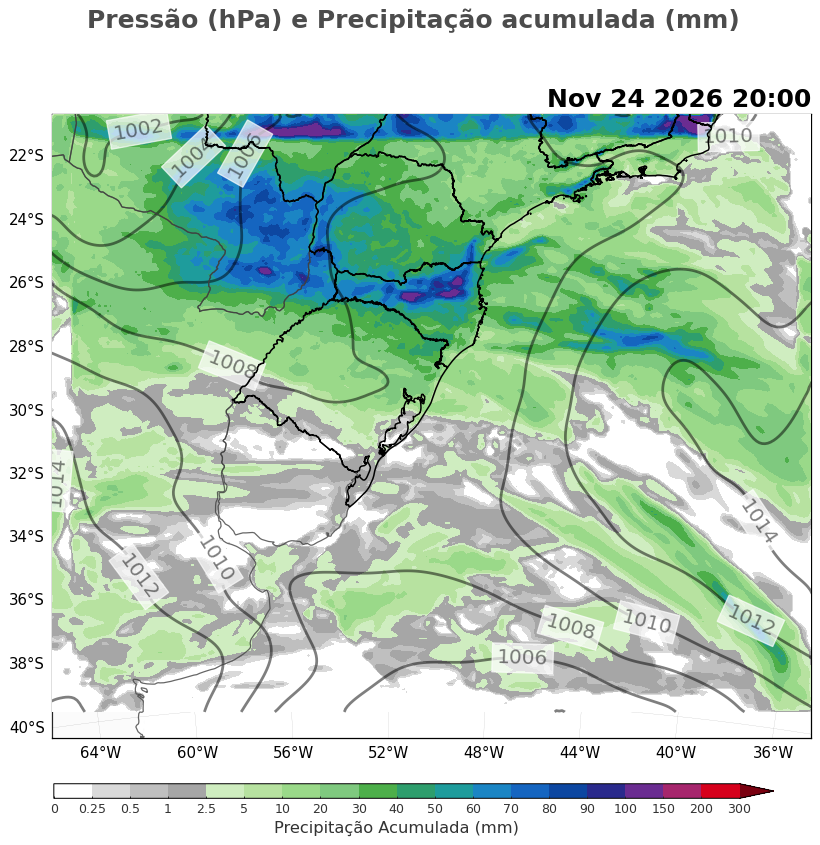 Pressão (hPa) e Precipitação acumulada (mm)
Nov 24 2026 20:00
1002
1004
1006
1010
22°S
24°S
26°S
28°S
1008
30°S
32°S
1014
34°S
1014
1012
1010
36°S
1008
1010
1012
1006
38°S
40°S
64°W 60°W 56°W 52°W 48°W 44°W 40°W 36°W
0 0.25 0.5 1 2.5 5 10 20 30 40 50 60 70 80 90 100 150 200 300
Precipitação Acumulada (mm)